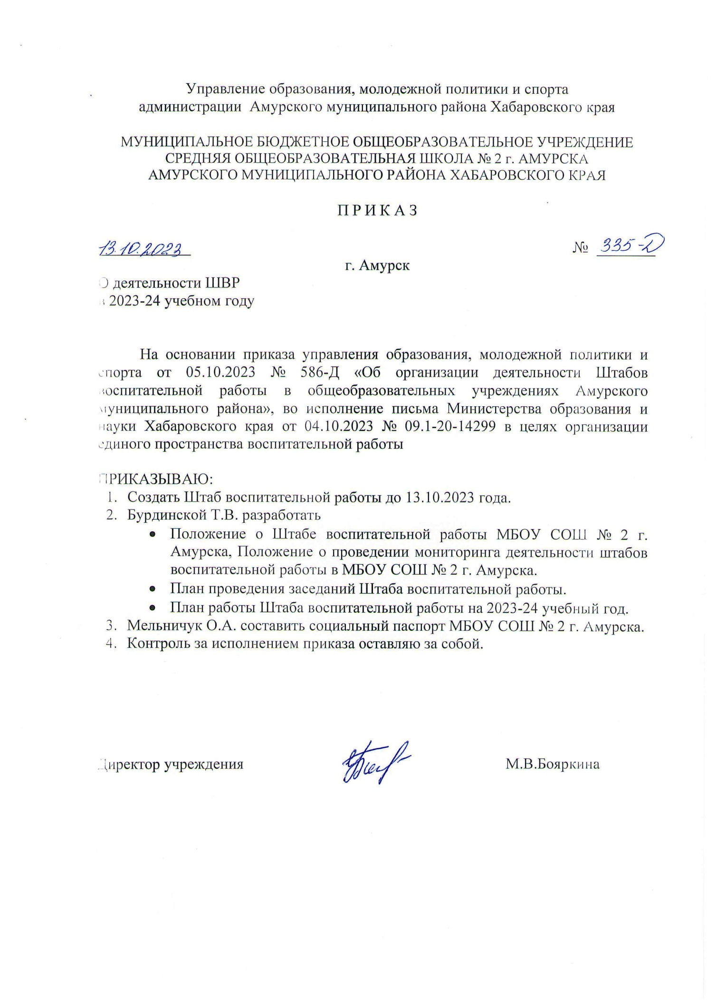 Управление образования, молодежной политики и спорта
администрации Амурского муниципального района Хабаровского края
МУНИЦИПАЛЬНОЕ БЮДЖЕТНОЕ ОБЩЕОБРАЗОВАТЕЛЬНОЕ УЧРЕЖДЕНИЕ
СРЕДНЯЯ ОБЩЕОБРАЗОВАТЕЛЬНАЯ ШКОЛА № 2 г. АМУРСКА
АМУРСКОГО МУНИЦИПАЛЬНОГО РАЙОНА ХАБАРОВСКОГО КРАЯ
П Р И К А З
13.10.2023 № 335-Д
г. Амурск
О деятельности ШВР
в 2023-24 учебном году
На основании приказа управления образования, молодежной политики и
спорта от 05.10.2023 № 586-Д «Об организации деятельности Штабов
воспитательной работы в общеобразовательных учреждениях Амурского
муниципального района», во исполнение письма Министерства образования и
науки Хабаровского края от 04.10.2023 № 09.1-20-14299 в целях организации
единого пространства воспитательной работы
ПРИКАЗЫВАЮ:
1. Создать Штаб воспитательной работы до 13.10.2023 года.
2. Бурдинской Т.В. разработать
• Положение о Штабе воспитательной работы МБОУ СОШ № 2 г.
Амурска, Положение о проведении мониторинга деятельности штабов
воспитательной работы в МБОУ СОШ № 2 г. Амурска.
• План проведения заседаний Штаба воспитательной работы.
• План работы Штаба воспитательной работы на 2023-24 учебный год.
3. Мельничук О.А. составить социальный паспорт МБОУ СОШ № 2 г. Амурска.
4. Контроль за исполнением приказа оставляю за собой.
Директор учреждения М.В.Бояркина